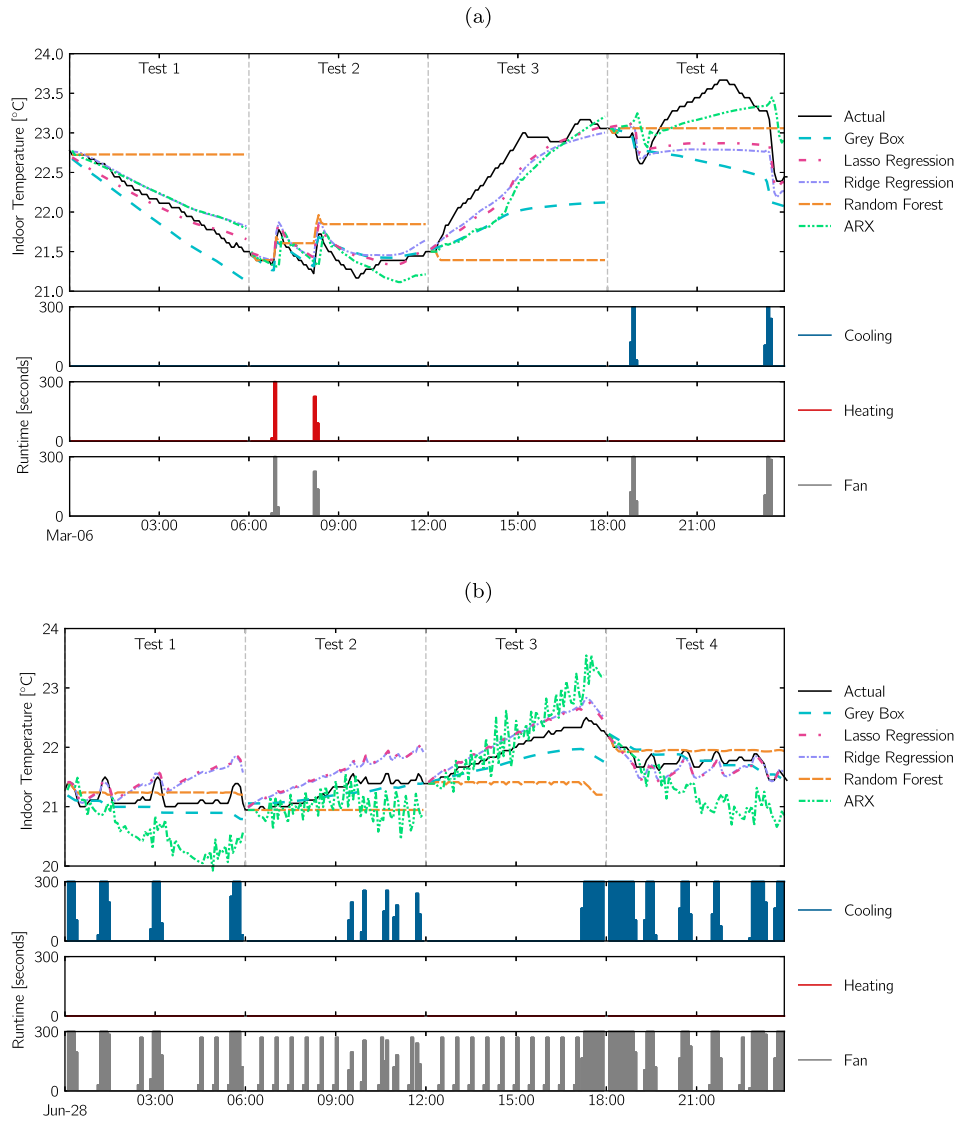 (a)
Indoor Temperature [°C]
24.0
23.5
23.0
22.5
22.0
21.5
21.0
Test 1
Test 2
Test 3
Test 4
Actual
Grey Box
Lasso Regression
Ridge Regression
Random Forest
ARX
Runtime [seconds]
300
0
Cooling
300
0
Heating
300
0
Fan
03:00
06:00
09:00
12:00
15:00
18:00
21:00
Mar-06
(b)
Indoor Temperature [°C]
24
23
22
21
20
Test 1
Test 2
Test 3
Test 4
Actual
Grey Box
Lasso Regression
Ridge Regression
Random Forest
ARX
Runtime [seconds]
300
0
Cooling
300
0
Heating
300
0
Fan
03:00
06:00
09:00
12:00
15:00
18:00
21:00
Jun-28